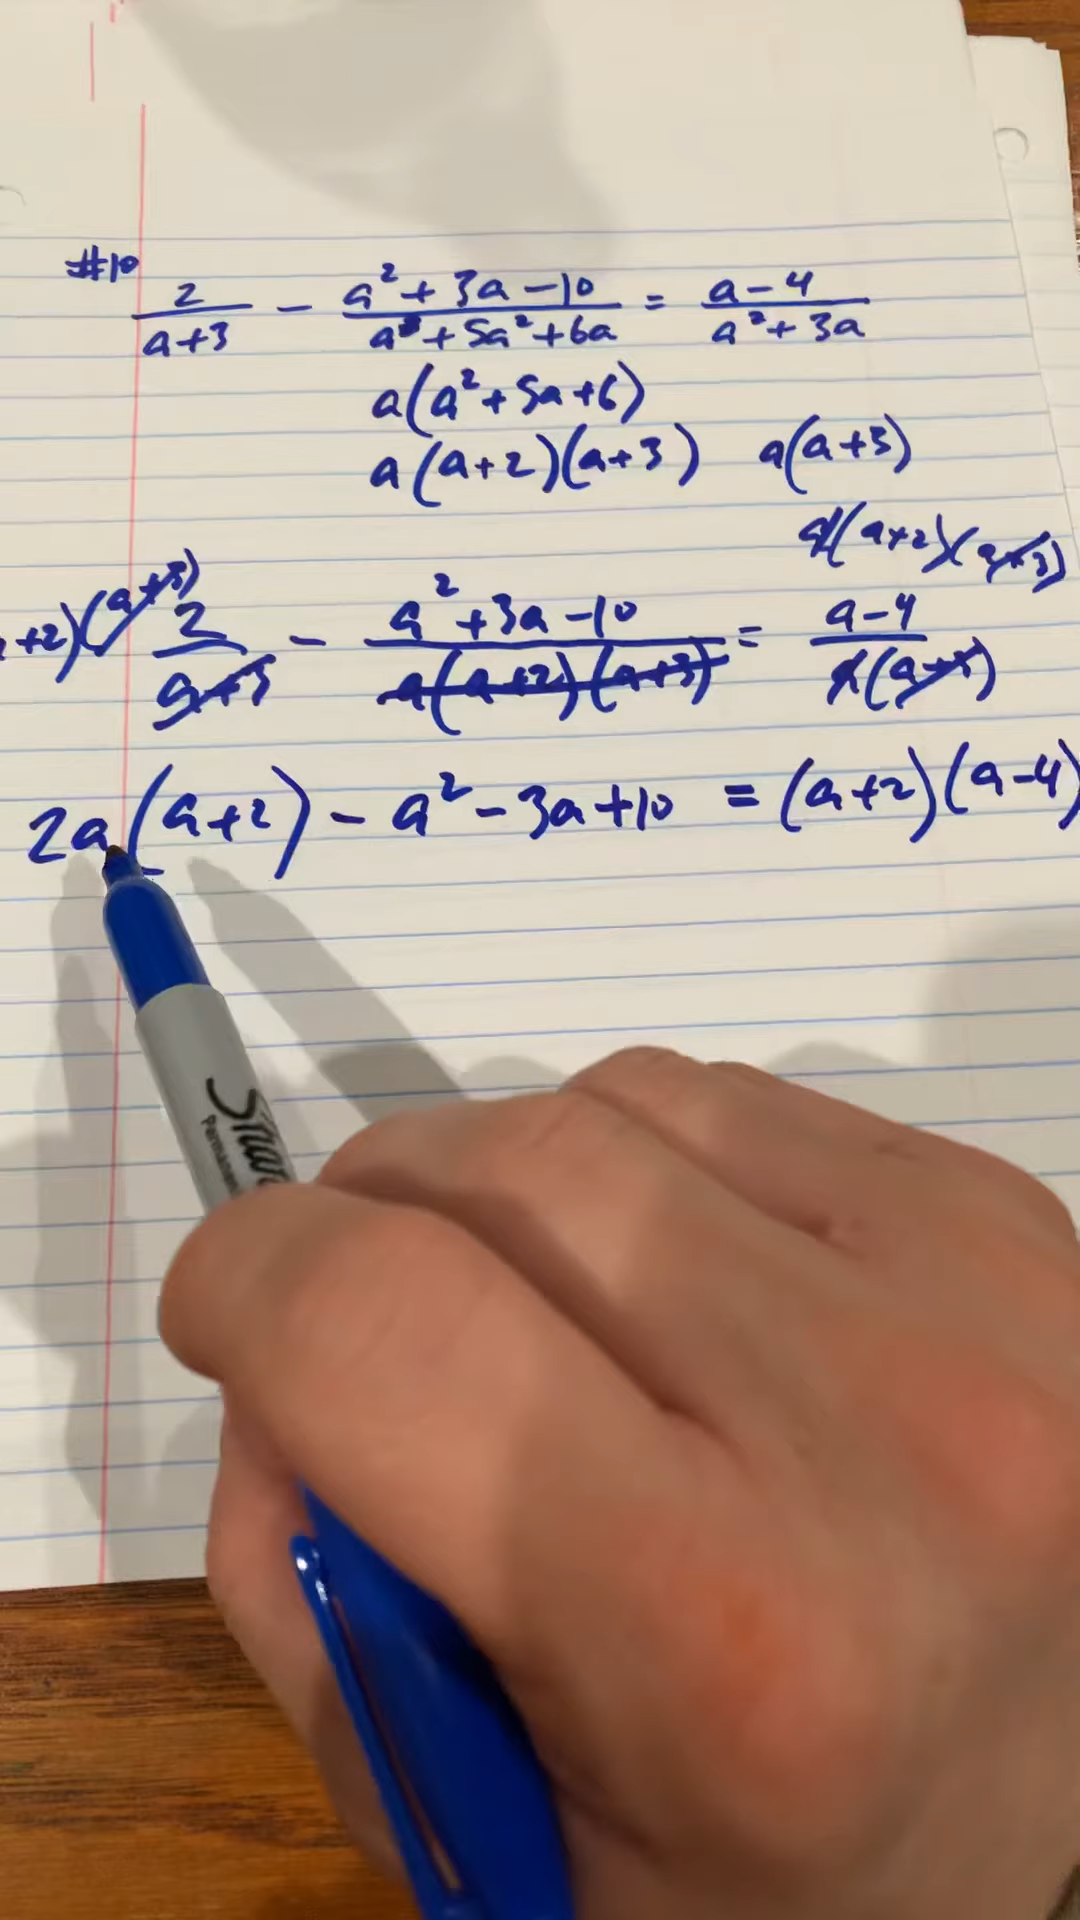 #10
2/(a+3) - (a²+3a-10)/(a³+5a²+6a) = (a-4)/(a²+3a)
a(a²+5a+6)
a(a+2)(a+3) a(a+3)
a(a+2)(a+3)
+2)(a+3) 2/(a+3) - (a²+3a-10)/(a(a+2)(a+3)) = (a-4)/(a(a+3))
2a(a+2) - a² - 3a + 10 = (a+2)(a-4)
Permanen